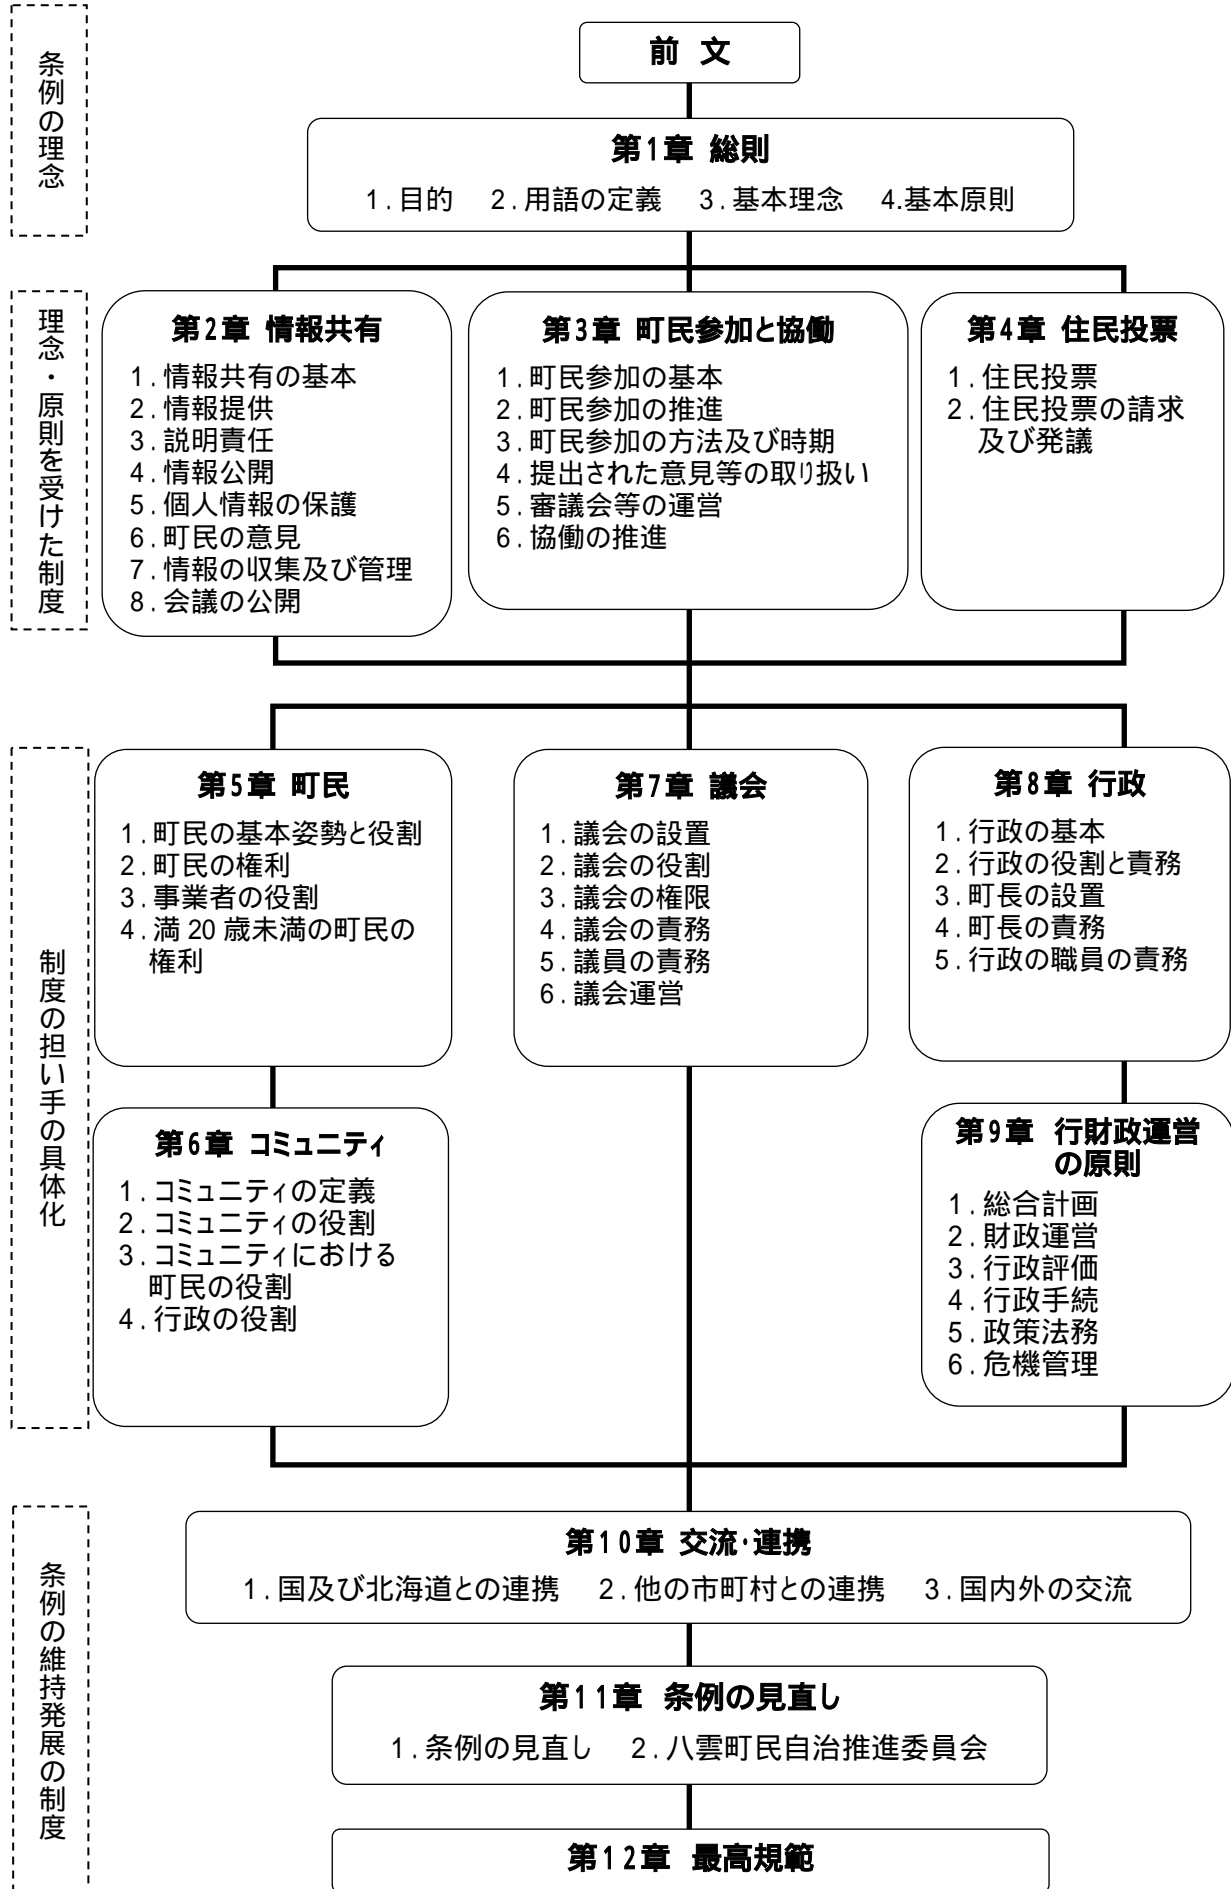 条例の理念
前 文
第1章 総則
1.目的 2.用語の定義 3.基本理念 4.基本原則
理念・原則を受けた制度
第2章 情報共有
1.情報共有の基本
2.情報提供
3.説明責任
4.情報公開
5.個人情報の保護
6.町民の意見
7.情報の収集及び管理
8.会議の公開
第3章 町民参加と協働
1.町民参加の基本
2.町民参加の推進
3.町民参加の方法及び時期
4.提出された意見等の取り扱い
5.審議会等の運営
6.協働の推進
第4章 住民投票
1.住民投票
2.住民投票の請求
及び発議
制度の担い手の具体化
第5章 町民
1.町民の基本姿勢と役割
2.町民の権利
3.事業者の役割
4.満20歳未満の町民の
権利
第6章 コミュニティ
1.コミュニティの定義
2.コミュニティの役割
3.コミュニティにおける
町民の役割
4.行政の役割
第7章 議会
1.議会の設置
2.議会の役割
3.議会の権限
4.議会の責務
5.議員の責務
6.議会運営
第8章 行政
1.行政の基本
2.行政の役割と責務
3.町長の設置
4.町長の責務
5.行政の職員の責務
第9章 行財政運営
の原則
1.総合計画
2.財政運営
3.行政評価
4.行政手続
5.政策法務
6.危機管理
条例の維持発展の制度
第10章 交流・連携
1.国及び北海道との連携 2.他の市町村との連携 3.国内外の交流
第11章 条例の見直し
1.条例の見直し 2.八雲町民自治推進委員会
第12章 最高規範